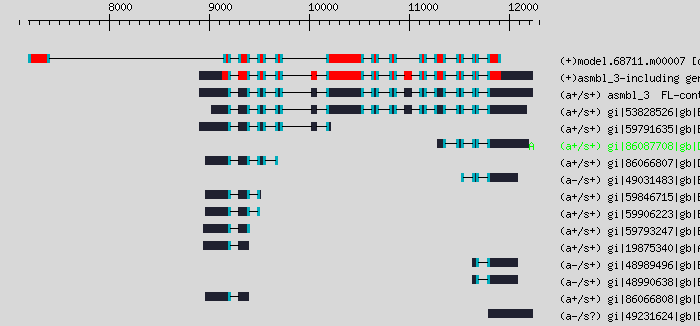 8000 9000 10000 11000 12000
(+)model.68711.m00007
(+)asmbl_3-including
(a+/s+) asmbl_3 FL-cont
(a+/s+) gi|53828526|gb|
(a+/s+) gi|59791635|gb|
(a+/s+) gi|86087708|gb|
(a+/s+) gi|86066807|gb|
(a-/s+) gi|49031483|gb|
(a+/s+) gi|59846715|gb|
(a+/s+) gi|59906223|gb|
(a+/s+) gi|59793247|gb|
(a+/s+) gi|19875340|gb|
(a-/s+) gi|48989496|gb|
(a-/s+) gi|48990638|gb|
(a+/s+) gi|86066808|gb|
(a-/s?) gi|49231624|gb|